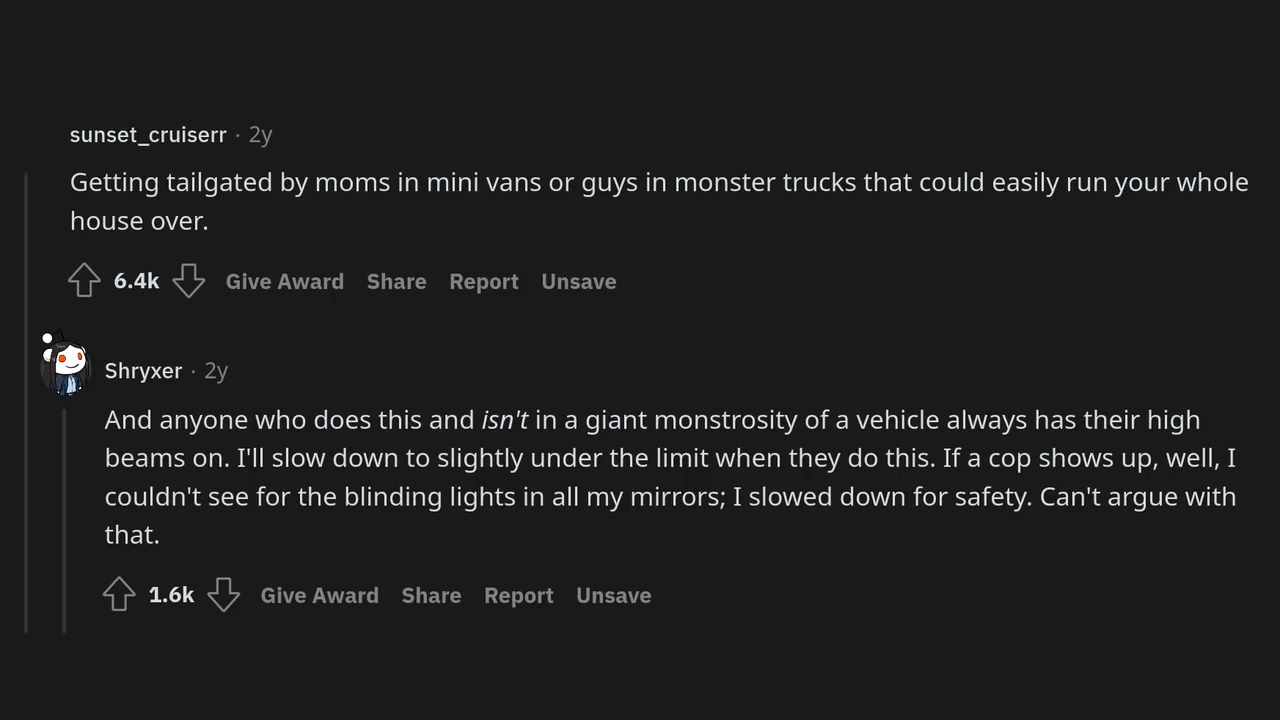 sunset_cruiserr · 2y
Getting tailgated by moms in mini vans or guys in monster trucks that could easily run your whole
house over.
6.4k Give Award Share Report Unsave
Shryxer · 2y
And anyone who does this and isn't in a giant monstrosity of a vehicle always has their high
beams on. I'll slow down to slightly under the limit when they do this. If a cop shows up, well, I
couldn't see for the blinding lights in all my mirrors; I slowed down for safety. Can't argue with
that.
1.6k Give Award Share Report Unsave